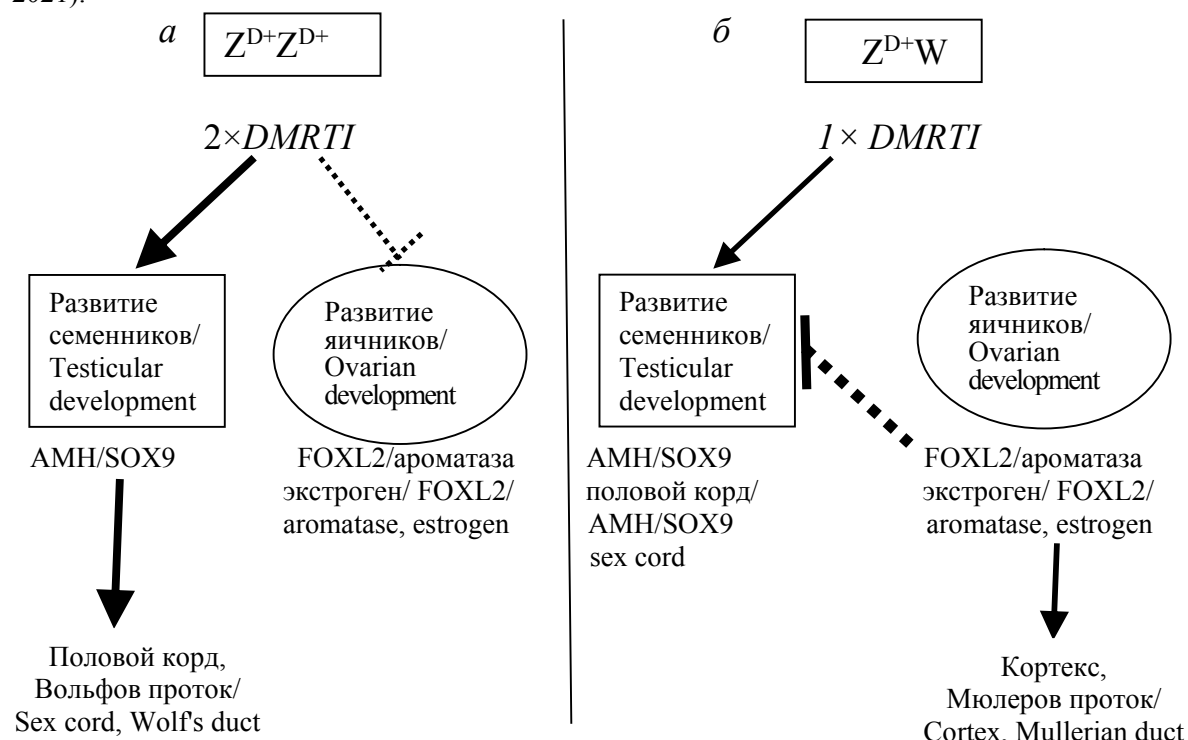 2021).
а
Z^D+Z^D+
2×DMRTI
Развитие
семенников/
Testicular
development
Развитие
яичников/
Ovarian
development
AMH/SOX9
FOXL2/ароматаза
экстроген/ FOXL2/
aromatase, estrogen
Половой корд,
Вольфов проток/
Sex cord, Wolf's duct
б
Z^D+W
1× DMRTI
Развитие
семенников/
Testicular
development
Развитие
яичников/
Ovarian
development
AMH/SOX9
половой корд/
AMH/SOX9
sex cord
FOXL2/ароматаза
экстроген/ FOXL2/
aromatase, estrogen
Кортекс,
Мюлеров проток/
Cortex, Mullerian duct